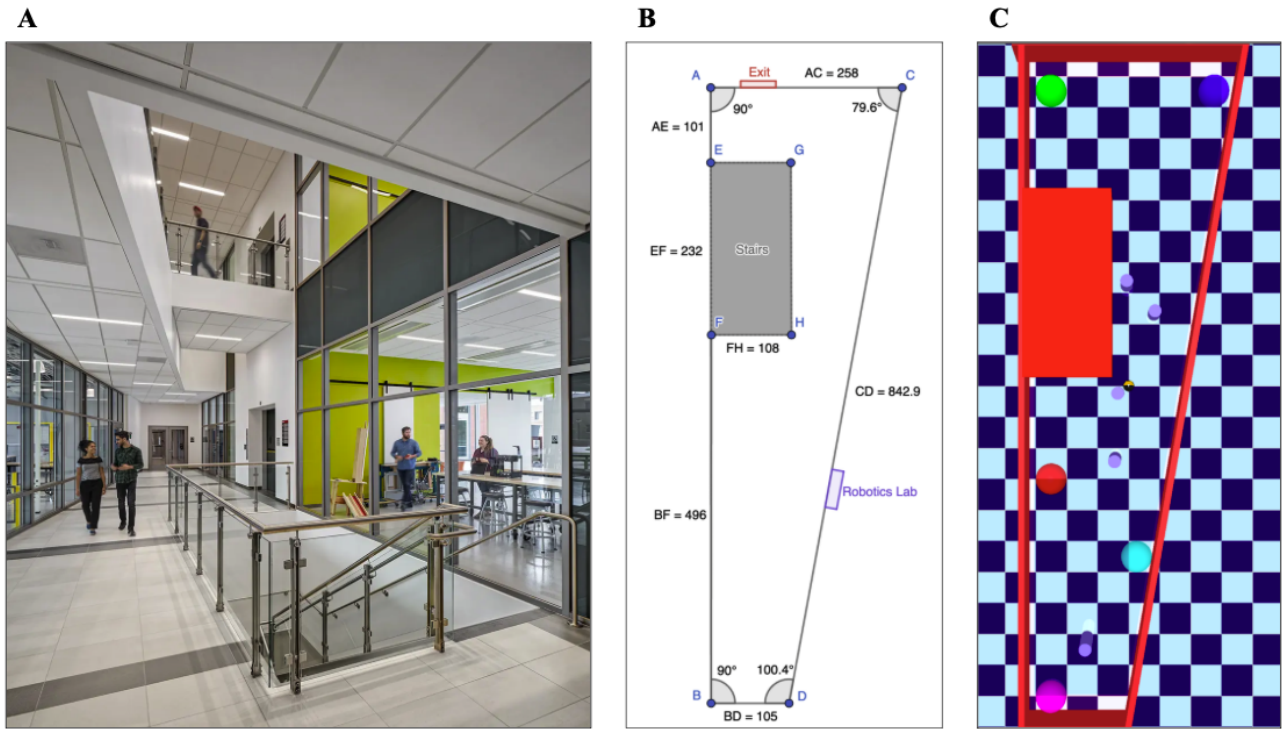 A
B
C
Exit
A
AC = 258
C
90°
79.6°
AE = 101
E
G
EF = 232
Stairs
F
H
FH = 108
CD = 842.9
Robotics Lab
BF = 496
90°
100.4°
B
D
BD = 105